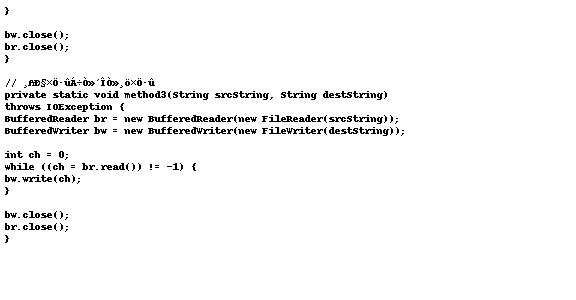 }
bw.close();
br.close();
}
// ¸ßÐ§×Ö·ûÁ÷Ò»´ÎÒ»¸ö×Ö·û
private static void method3(String srcString, String destString)
throws IOException {
BufferedReader br = new BufferedReader(new FileReader(srcString));
BufferedWriter bw = new BufferedWriter(new FileWriter(destString));
int ch = 0;
while ((ch = br.read()) != -1) {
bw.write(ch);
}
bw.close();
br.close();
}